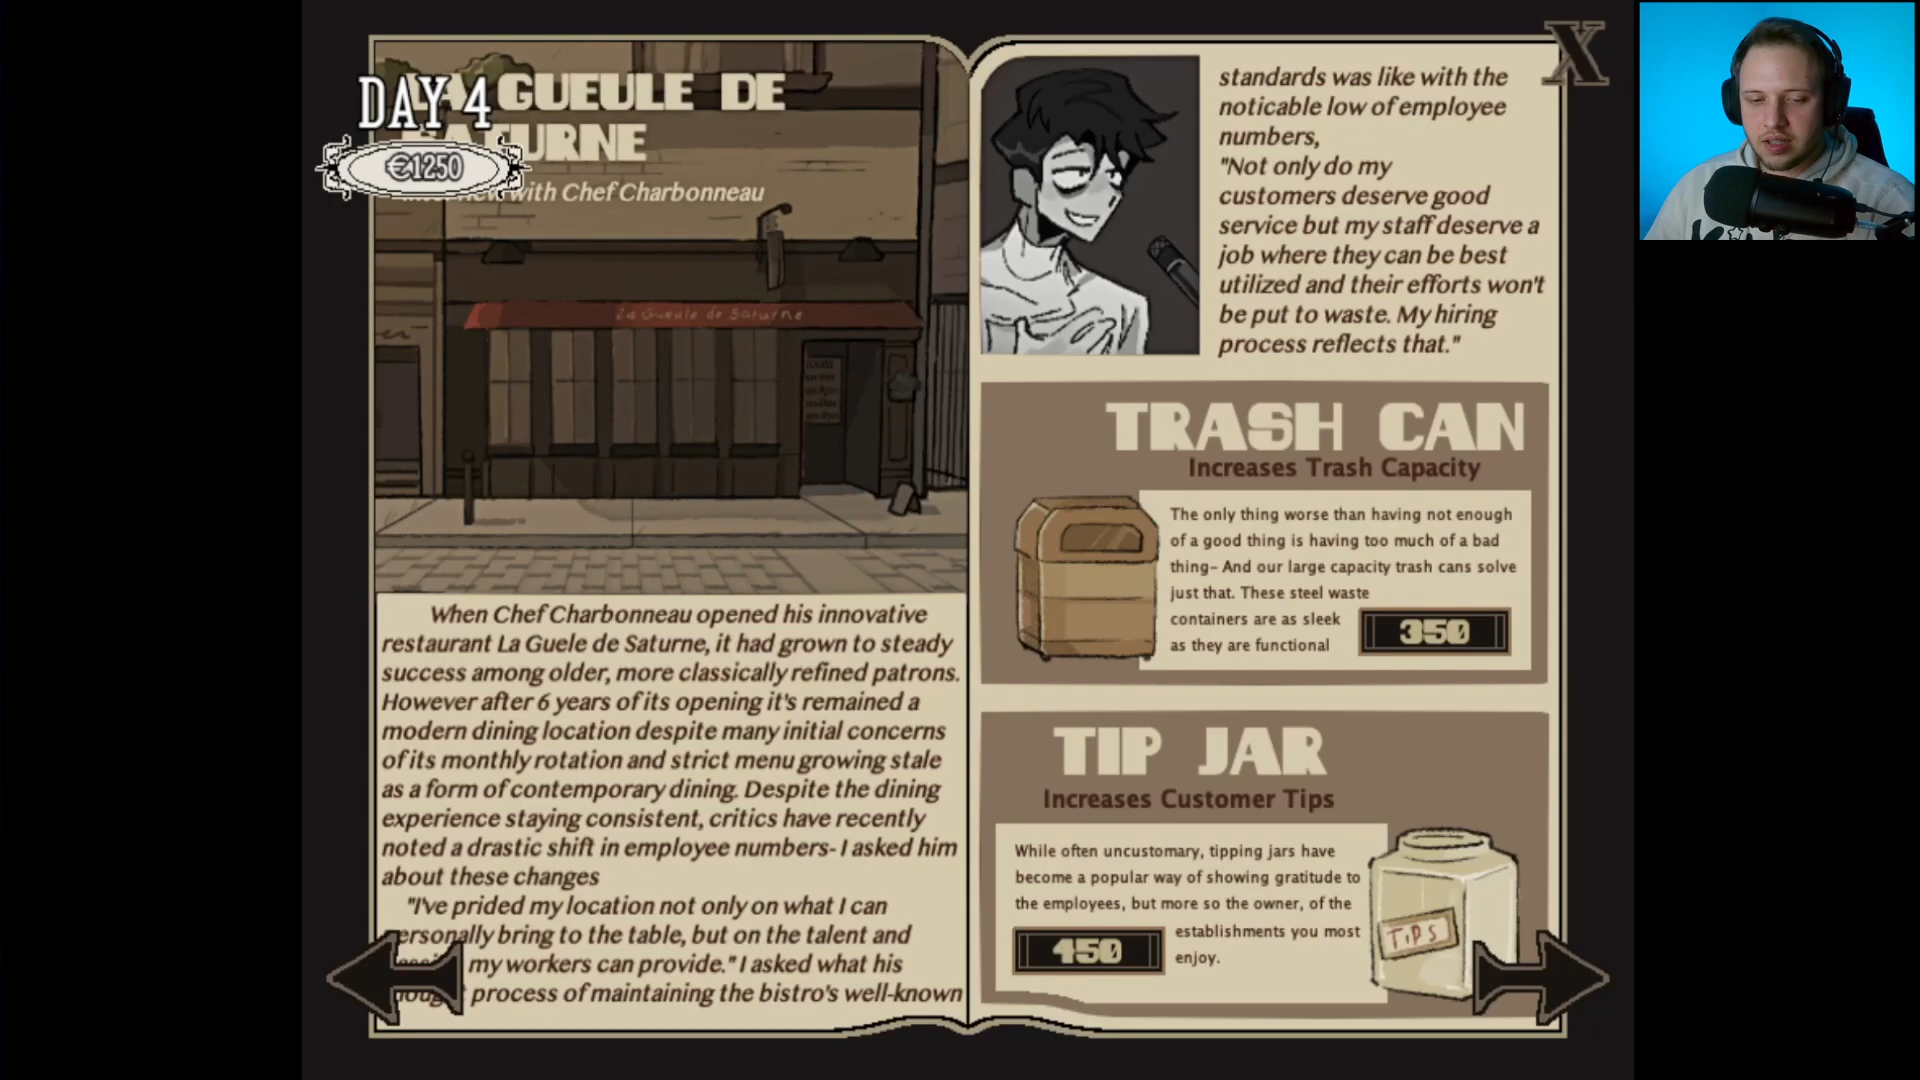 DAY 4
€1250
LA GUEULE DE
SATURNE
with Chef Charbonneau
La Gueule de Saturne
When Chef Charbonneau opened his innovative
restaurant La Guele de Saturne, it had grown to steady
success among older, more classically refined patrons.
However after 6 years of its opening it's remained a
modern dining location despite many initial concerns
of its monthly rotation and strict menu growing stale
as a form of contemporary dining. Despite the dining
experience staying consistent, critics have recently
noted a drastic shift in employee numbers- I asked him
about these changes
"I've prided my location not only on what I can
personally bring to the table, but on the talent and
my workers can provide." I asked what his
process of maintaining the bistro's well-known
X
standards was like with the
noticable low of employee
numbers,
"Not only do my
customers deserve good
service but my staff deserve a
job where they can be best
utilized and their efforts won't
be put to waste. My hiring
process reflects that."
TRASH CAN
Increases Trash Capacity
The only thing worse than having not enough
of a good thing is having too much of a bad
thing- And our large capacity trash cans solve
just that. These steel waste
containers are as sleek
as they are functional
350
TIP JAR
Increases Customer Tips
While often uncustomary, tipping jars have
become a popular way of showing gratitude to
the employees, but more so the owner, of the
establishments you most
enjoy.
450
TIPS